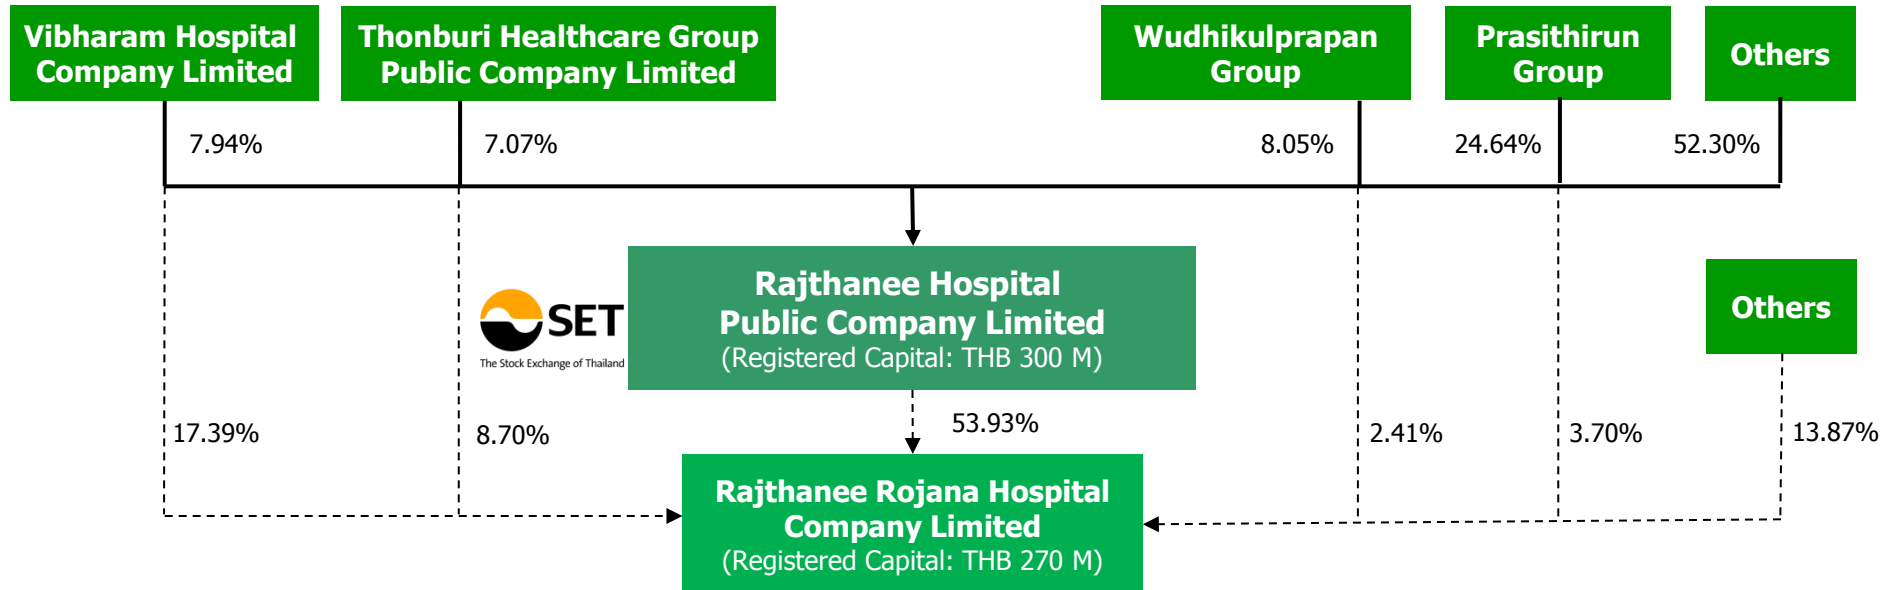 Vibharam Hospital
Company Limited
Thonburi Healthcare Group
Public Company Limited
Wudhikulprapan
Group
Prasithirun
Group
Others
7.94%
7.07%
8.05%
24.64%
52.30%
Rajthanee Hospital
Public Company Limited
(Registered Capital: THB 300 M)
SET
The Stock Exchange of Thailand
Others
17.39%
8.70%
53.93%
2.41%
3.70%
13.87%
Rajthanee Rojana Hospital
Company Limited
(Registered Capital: THB 270 M)